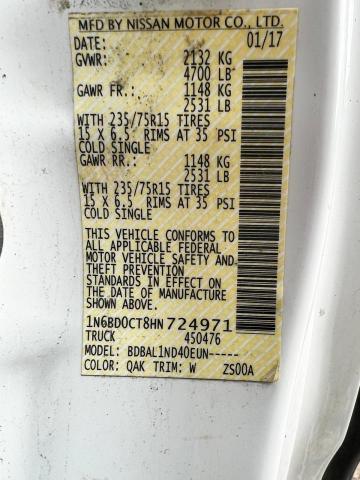 MFD BY NISSAN MOTOR CO., LTD.
DATE: 01/17
GVWR: 2132 KG
4700 LB
GAWR FR.: 1148 KG
2531 LB
WITH 235/75R15 TIRES
15 X 6.5 RIMS AT 35 PSI
COLD SINGLE
GAWR RR.: 1148 KG
2531 LB
WITH 235/75R15 TIRES
15 X 6.5 RIMS AT 35 PSI
COLD SINGLE
THIS VEHICLE CONFORMS TO
ALL APPLICABLE FEDERAL
MOTOR VEHICLE SAFETY AND
THEFT PREVENTION
STANDARDS IN EFFECT ON
THE DATE OF MANUFACTURE
SHOWN ABOVE.
1N6BD0CT8HN724971
TRUCK 450476
MODEL: BDBAL1ND40EUN-----
COLOR: QAK TRIM: W ZS00A